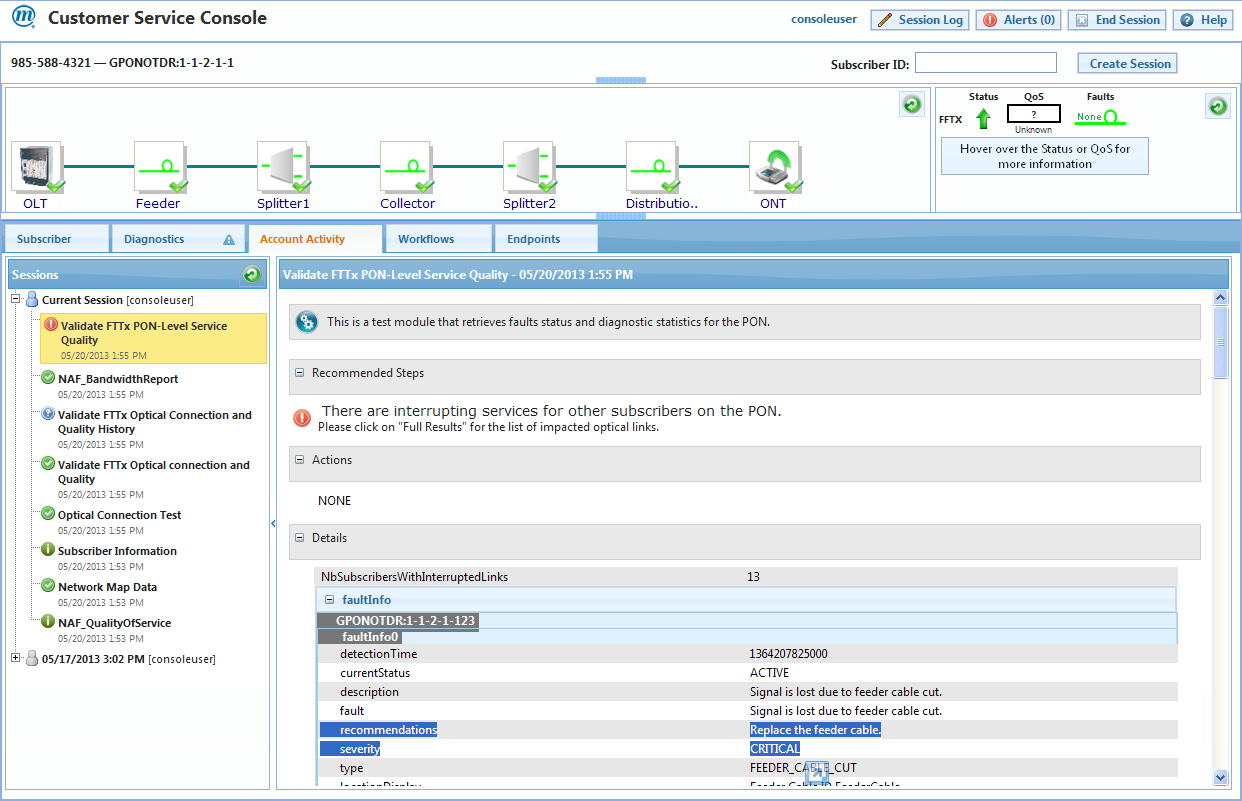 m Customer Service Console
consoleuser
Session Log
Alerts (0)
End Session
Help
985-588-4321 — GPONOTDR:1-1-2-1-1
Subscriber ID:
Create Session
OLT
Feeder
Splitter1
Collector
Splitter2
Distributio..
ONT
Status
QoS
Faults
FFTX
?
None
Unknown
Hover over the Status or QoS for
more information
Subscriber
Diagnostics
Account Activity
Workflows
Endpoints
Sessions
Current Session [consoleuser]
Validate FTTx PON-Level Service
Quality
05/20/2013 1:55 PM
NAF_BandwidthReport
05/20/2013 1:55 PM
Validate FTTx Optical Connection and
Quality History
05/20/2013 1:55 PM
Validate FTTx Optical connection and
Quality
05/20/2013 1:55 PM
Optical Connection Test
05/20/2013 1:55 PM
Subscriber Information
05/20/2013 1:53 PM
Network Map Data
05/20/2013 1:53 PM
NAF_QualityOfService
05/20/2013 1:53 PM
05/17/2013 3:02 PM [consoleuser]
Validate FTTx PON-Level Service Quality - 05/20/2013 1:55 PM
This is a test module that retrieves faults status and diagnostic statistics for the PON.
Recommended Steps
There are interrupting services for other subscribers on the PON.
Please click on "Full Results" for the list of impacted optical links.
Actions
NONE
Details
NbSubscribersWithInterruptedLinks 13
faultInfo
GPONOTDR:1-1-2-1-123
faultInfo0
detectionTime 1364207825000
currentStatus ACTIVE
description Signal is lost due to feeder cable cut.
fault Signal is lost due to feeder cable cut.
recommendations Replace the feeder cable.
severity CRITICAL
type FEEDER_CABLE_CUT
locationDisplay Feeder Cable ID FeederCable